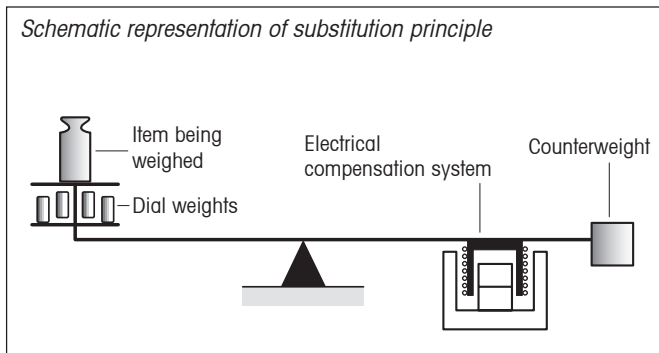 Schematic representation of substitution principle
Item being
weighed
Dial weights
Electrical
compensation system
Counterweight